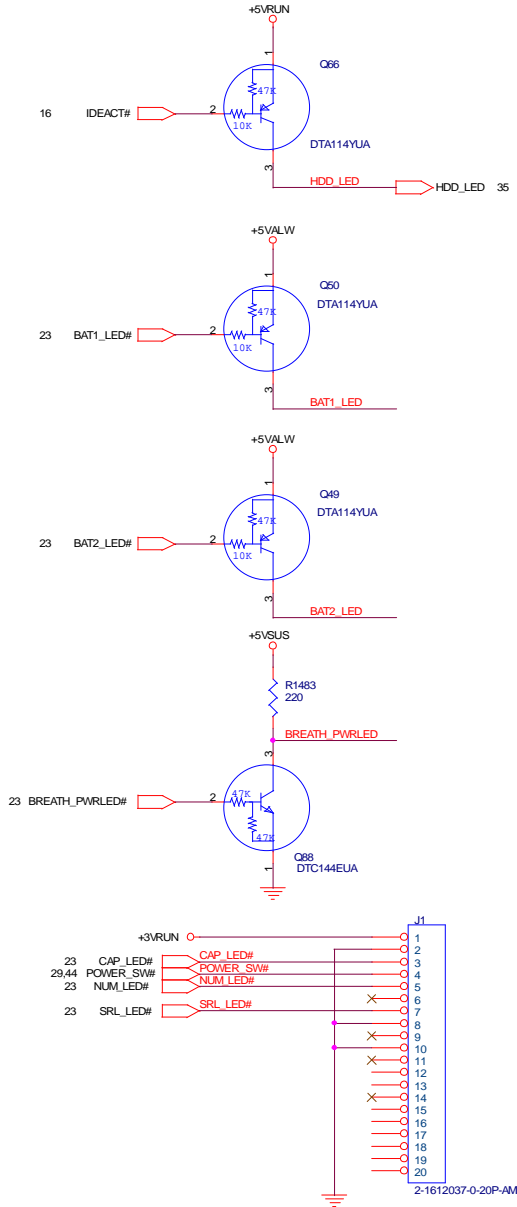 +5VRUN
1
Q66
47K
16 IDEACT# 2
10K
DTA114YUA
3
HDD_LED
HDD_LED 35
+5VALW
1
Q50
DTA114YUA
47K
23 BAT1_LED# 2
10K
3
BAT1_LED
+5VALW
1
Q49
DTA114YUA
47K
23 BAT2_LED# 2
10K
3
BAT2_LED
+5VSUS
R1483
220
BREATH_PWRLED
3
47K
23 BREATH_PWRLED# 2
47K
Q88
DTC144EUA
1
J1
+3VRUN 1
2
23 CAP_LED# CAP_LED# 3
29,44 POWER_SW# POWER_SW# 4
23 NUM_LED# NUM_LED# 5
6
23 SRL_LED# SRL_LED# 7
8
9
10
11
12
13
14
15
16
17
18
19
20
2-1612037-0-20P-AM